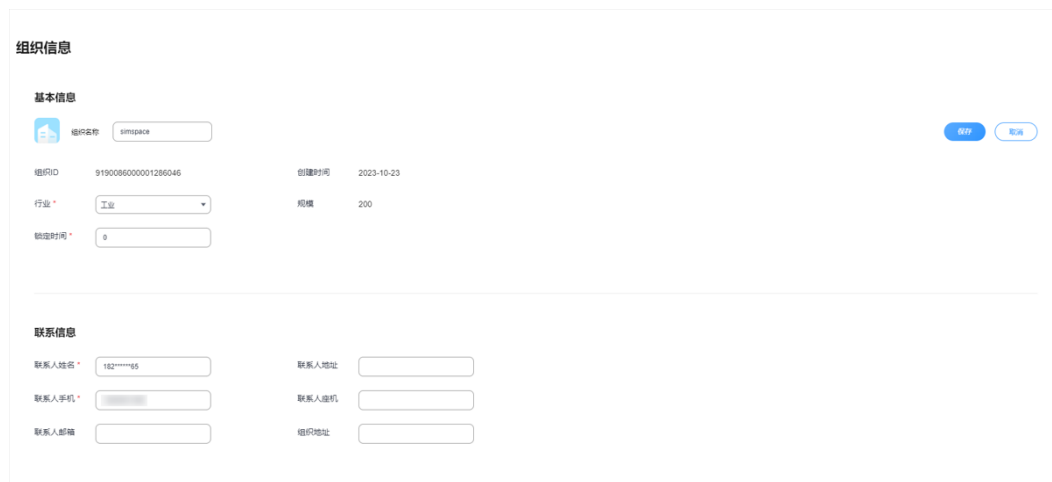 组织信息
基本信息
组织名称 simspace 保存 取消
组织ID 9190086000001286046 创建时间 2023-10-23
行业 * 工业 规模 200
锁定时间 * 0
联系信息
联系人姓名 * 182******65 联系人地址
联系人手机 * 联系人座机
联系人邮箱 组织地址